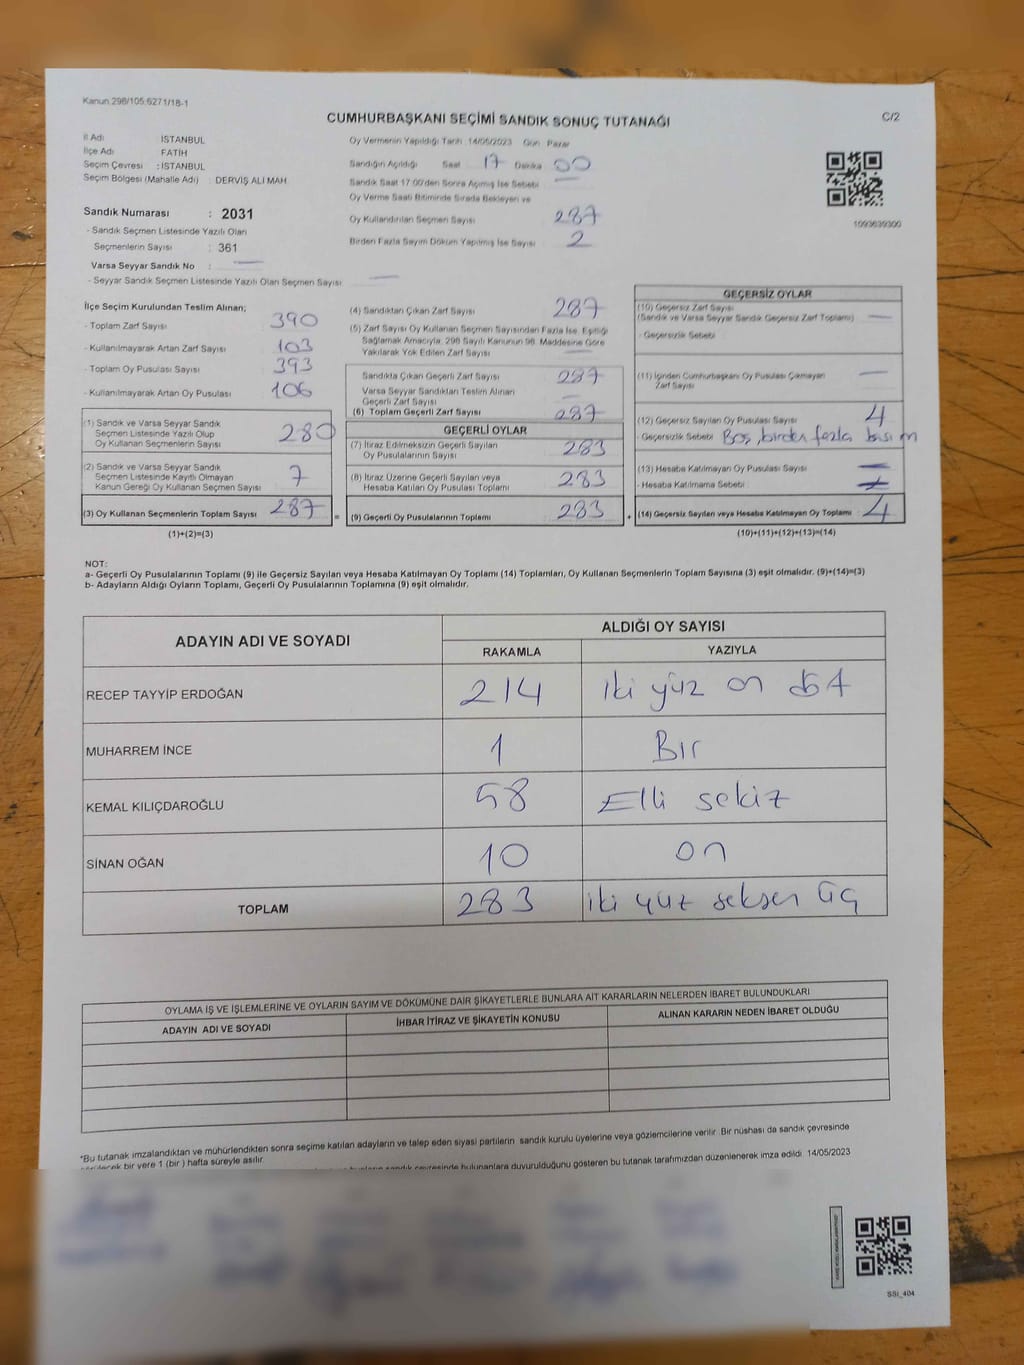 Kanun.298/105.6271/18-1
CUMHURBAŞKANI SEÇİMİ SANDIK SONUÇ TUTANAĞI
C/2
İl Adı İSTANBUL
İlçe Adı FATİH
Seçim Çevresi : İSTANBUL
Seçim Bölgesi (Mahalle Adı) : DERVİŞ ALİ MAH
Sandık Numarası : 2031
- Sandık Seçmen Listesinde Yazılı Olan
Seçmenlerin Sayısı : 361
Varsa Seyyar Sandık No : —
- Seyyar Sandık Seçmen Listesinde Yazılı Olan Seçmen Sayısı : —
Oy Vermenin Yapıldığı Tarih :14/05/2023 Gün : Pazar
Sandığın Açıldığı Saat 17 Dakika 00
Sandık Saat 17.00'den Sonra Açılmış İse Sebebi —
Oy Verme Saati Bitiminde Sırada Bekleyen ve
Oy Kullandırılan Seçmen Sayısı 287
Birden Fazla Sayım Döküm Yapılmış İse Sayısı 2
1093639300
İlçe Seçim Kurulundan Teslim Alınan;
- Toplam Zarf Sayısı 390
- Kullanılmayarak Artan Zarf Sayısı 103
- Toplam Oy Pusulası Sayısı 393
- Kullanılmayarak Artan Oy Pusulası 106
(1) Sandık ve Varsa Seyyar Sandık
Seçmen Listesinde Yazılı Olup
Oy Kullanan Seçmenlerin Sayısı 280
(2) Sandık ve Varsa Seyyar Sandık
Seçmen Listesinde Kayıtlı Olmayan
Kanun Gereği Oy Kullanan Seçmen Sayısı 7
(3) Oy Kullanan Seçmenlerin Toplam Sayısı 287 =
(1)+(2)=(3)
(4) Sandıktan Çıkan Zarf Sayısı 287
(5) Zarf Sayısı Oy Kullanan Seçmen Sayısından Fazla İse, Eşitliği
Sağlamak Amacıyla, 298 Sayılı Kanunun 98. Maddesine Göre
Yakılarak Yok Edilen Zarf Sayısı —
Sandıkta Çıkan Geçerli Zarf Sayısı 287
Varsa Seyyar Sandıktan Teslim Alınan
Geçerli Zarf Sayısı —
(6) Toplam Geçerli Zarf Sayısı 287
GEÇERLİ OYLAR
(7) İtiraz Edilmeksizin Geçerli Sayılan
Oy Pusulalarının Sayısı 283
(8) İtiraz Üzerine Geçerli Sayılan veya
Hesaba Katılan Oy Pusulası Toplamı 283
(9) Geçerli Oy Pusulalarının Toplamı 283 +
GEÇERSİZ OYLAR
(10) Geçersiz Zarf Sayısı
(Sandık ve Varsa Seyyar Sandık Geçersiz Zarf Toplamı) —
- Geçersizlik Sebebi :
(11) İçinden Cumhurbaşkanı Oy Pusulası Çıkmayan
Zarf Sayısı —
(12) Geçersiz Sayılan Oy Pusulası Sayısı 4
- Geçersizlik Sebebi : Boş, birden fazla basım
(13) Hesaba Katılmayan Oy Pusulası Sayısı —
- Hesaba Katılmama Sebebi :
(14) Geçersiz Sayılan veya Hesaba Katılmayan Oy Toplamı 4
(10)+(11)+(12)+(13)=(14)
NOT:
a- Geçerli Oy Pusulalarının Toplamı (9) ile Geçersiz Sayılan veya Hesaba Katılmayan Oy Toplamı (14) Toplamları, Oy Kullanan Seçmenlerin Toplam Sayısına (3) eşit olmalıdır. (9)+(14)=(3)
b- Adayların Aldığı Oyların Toplamı, Geçerli Oy Pusulalarının Toplamına (9) eşit olmalıdır.
ADAYIN ADI VE SOYADI
ALDIĞI OY SAYISI
RAKAMLA YAZIYLA
RECEP TAYYİP ERDOĞAN 214 iki yüz on
MUHARREM İNCE 1 Bir
KEMAL KILIÇDAROĞLU 58 Elli sekiz
SİNAN OĞAN 10 on
TOPLAM 283 iki yüz seksen üç
OYLAMA İŞ VE İŞLEMLERİNE VE OYLARIN SAYIM VE DÖKÜMÜNE DAİR ŞİKAYETLERLE BUNLARA AİT KARARLARIN NELERDEN İBARET BULUNDUKLARI
ADAYIN ADI VE SOYADI İHBAR İTİRAZ VE ŞİKAYETİN KONUSU ALINAN KARARIN NEDEN İBARET OLDUĞU
*Bu tutanak imzalandıktan ve mühürlendikten sonra seçime katılan adayların ve talep eden siyasi partilerin sandık kurulu üyelerine veya gözlemcilerine verilir. Bir nüshası da sandık çevresinde
bir yere 1 (bir ) hafta süreyle asılır.
sandık çevresinde bulunanlara duyurulduğunu gösteren bu tutanak tarafımızdan düzenlenerek imza edildi. 14/05/2023
SSI_404